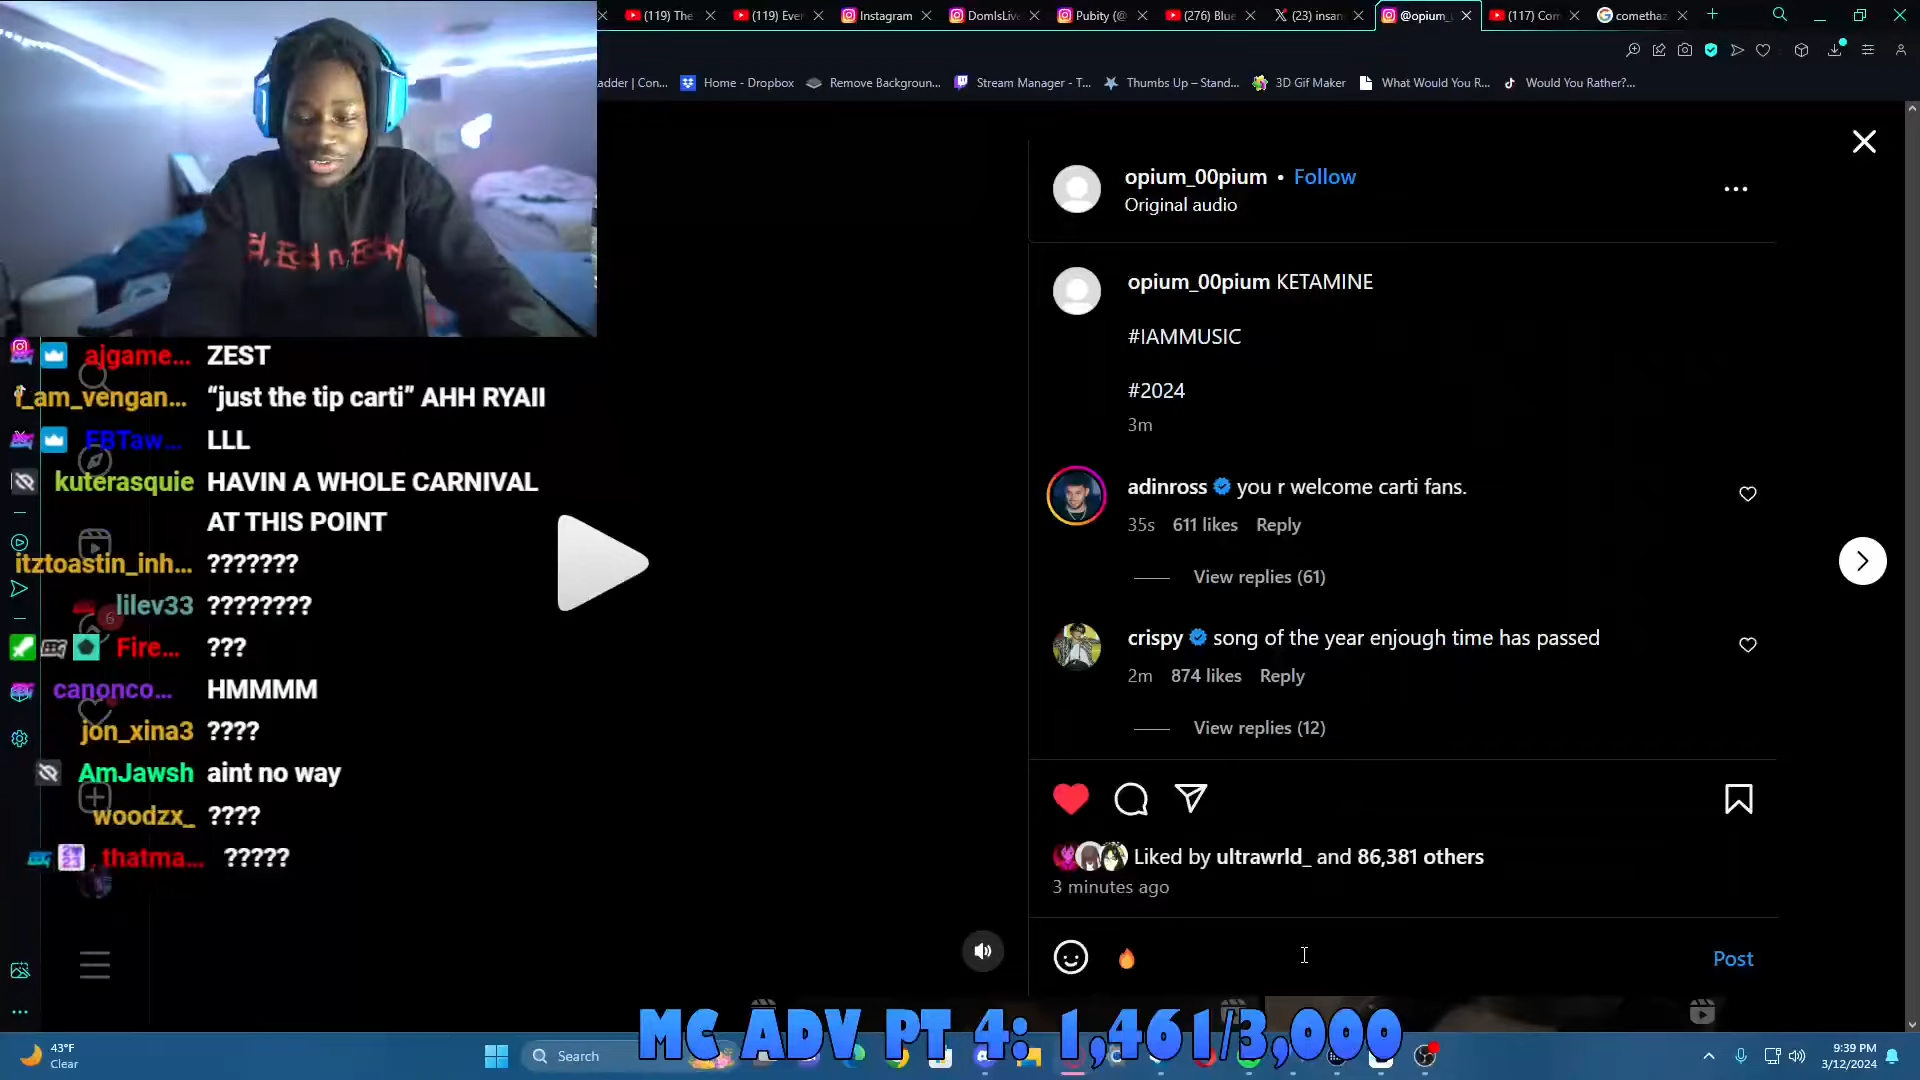 (119) The
(119) Ever
Instagram
DomIsLive
Pubity (@
(276) Blue
(23) insan
@opium_
(117) Com
cometha
adder | Con...
Home - Dropbox
Remove Backgroun...
Stream Manager - T...
Thumbs Up – Stand...
3D Gif Maker
What Would You R...
Would You Rather?...
opium_00pium • Follow
Original audio
opium_00pium KETAMINE
#IAMMUSIC
#2024
3m
adinross you r welcome carti fans.
35s 611 likes Reply
View replies (61)
crispy song of the year enjough time has passed
2m 874 likes Reply
View replies (12)
Liked by ultrawrld_ and 86,381 others
3 minutes ago
Post
ajgame... ZEST
i_am_vengan... “just the tip carti” AHH RYAII
EBTaw... LLL
kuterasquie HAVIN A WHOLE CARNIVAL
AT THIS POINT
itztoastin_inh... ???????
lilev33 ????????
6
Fire... ???
canonco... HMMMM
jon_xina3 ????
AmJawsh aint no way
woodzx_ ????
thatma... ?????
MC ADV PT 4: 1,461/3,000
43°F
Clear
Search
9:39 PM
3/12/2024